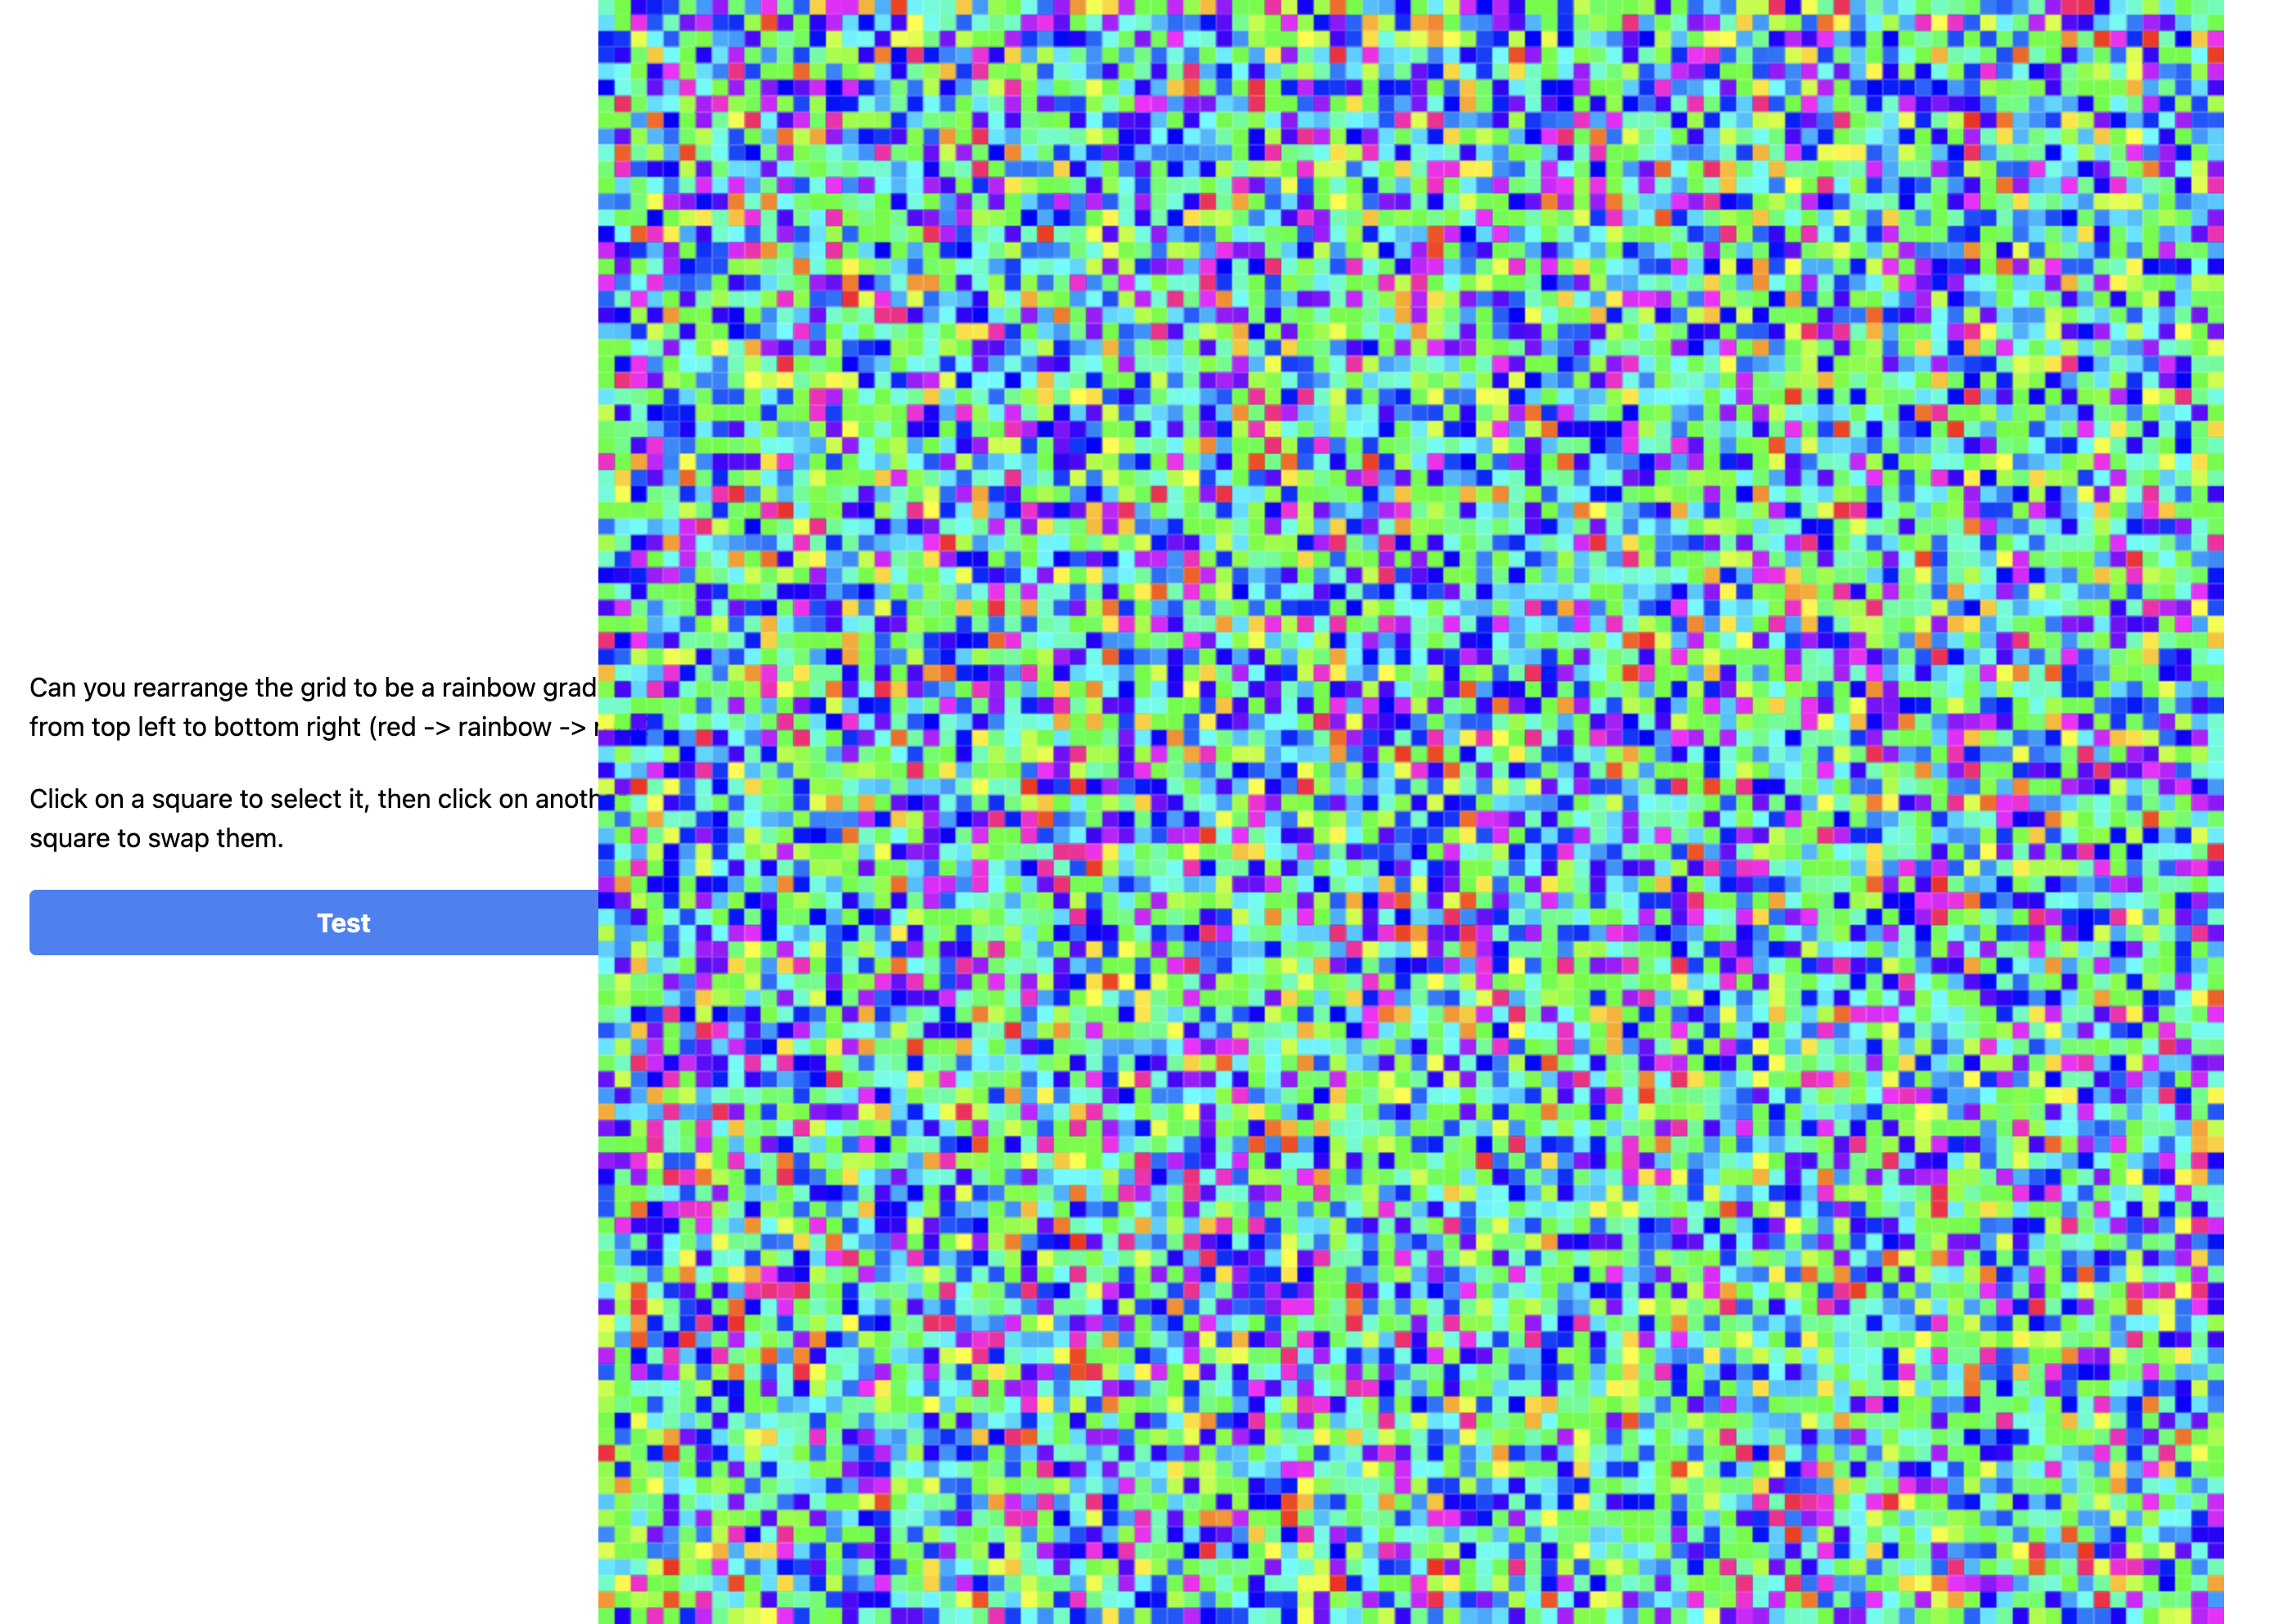 Can you rearrange the grid to be a rainbow grad
from top left to bottom right (red -> rainbow -> r
Click on a square to select it, then click on anoth
square to swap them.
Test